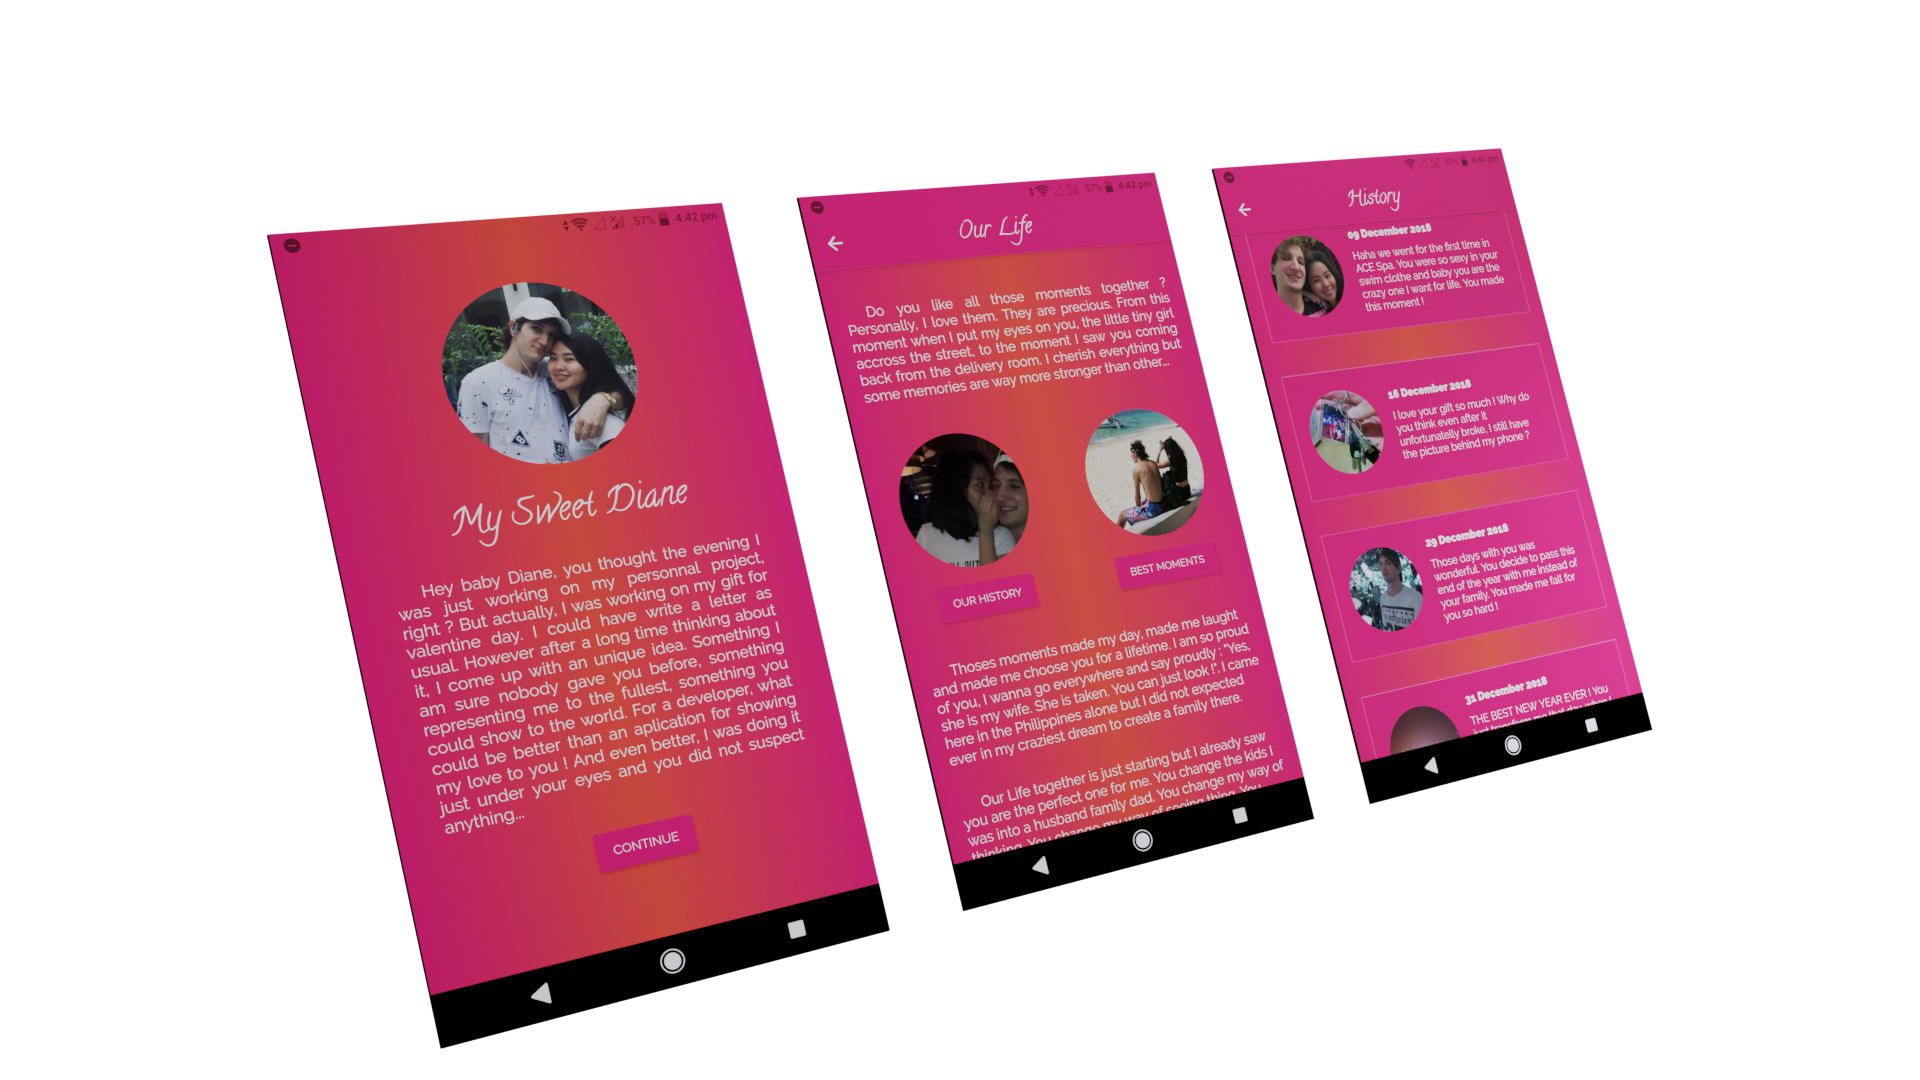 57% 4:42 pm
My Sweet Diane
Hey baby Diane, you thought the evening I
was just working on my personnal project,
right ? But actually, I was working on my gift for
valentine day. I could have write a letter as
usual. However after a long time thinking about
it, I come up with an unique idea. Something I
am sure nobody gave you before, something
representing me to the fullest, something you
could show to the world. For a developer, what
could be better than an aplication for showing
my love to you ! And even better, I was doing it
just under your eyes and you did not suspect
anything...
CONTINUE
57% 4:42 pm
Our Life
Do you like all those moments together ?
Personally, I love them. They are precious. From this
moment when I put my eyes on you, the little tiny girl
accross the street, to the moment I saw you coming
back from the delivery room. I cherish everything but
some memories are way more stronger than other...
OUR HISTORY
BEST MOMENTS
Thoses moments made my day, made me laught
and made me choose you for a lifetime. I am so proud
of you, I wanna go everywhere and say proudly : "Yes,
she is my wife. She is taken. You can just look !". I came
here in the Philippines alone but I did not expected
ever in my craziest dream to create a family there.
Our Life together is just starting but I already saw
you are the perfect one for me. You change the kids I
was into a husband family dad. You change my way of
thinking. You change my way of seeing thing. You
57% 4:41 pm
History
09 December 2018
Haha we went for the first time in
ACE Spa. You were so sexy in your
swim clothe and baby you are the
crazy one I want for life. You made
this moment !
16 December 2018
I love your gift so much ! Why do
you think even after it
unfortunatelly broke, I still have
the picture behind my phone ?
29 December 2018
Those days with you was
wonderful. You decide to pass this
end of the year with me instead of
your family. You made me fall for
you so hard !
31 December 2018
THE BEST NEW YEAR EVER ! You
just transform me that day when I